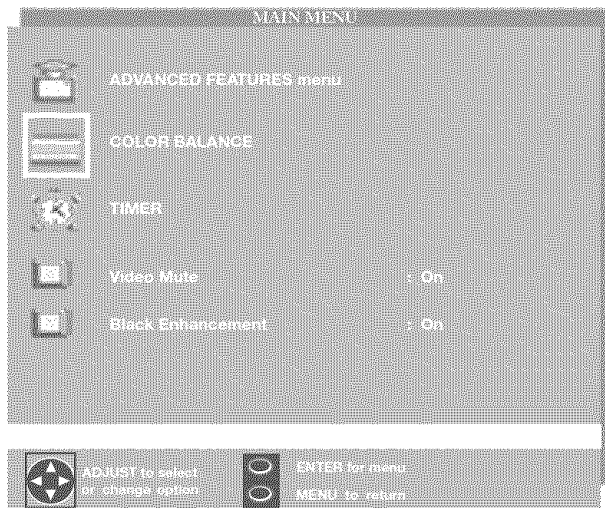 MAIN MENU
ADVANCED FEATURES menu
COLOR BALANCE
TIMER
Video Mute : On
Black Enhancement : On
ADJUST to select
or change option
ENTER for menu
MENU to return